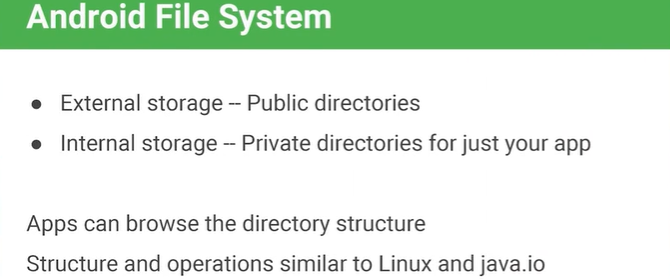 Android File System
● External storage -- Public directories
● Internal storage -- Private directories for just your app
Apps can browse the directory structure
Structure and operations similar to Linux and java.io